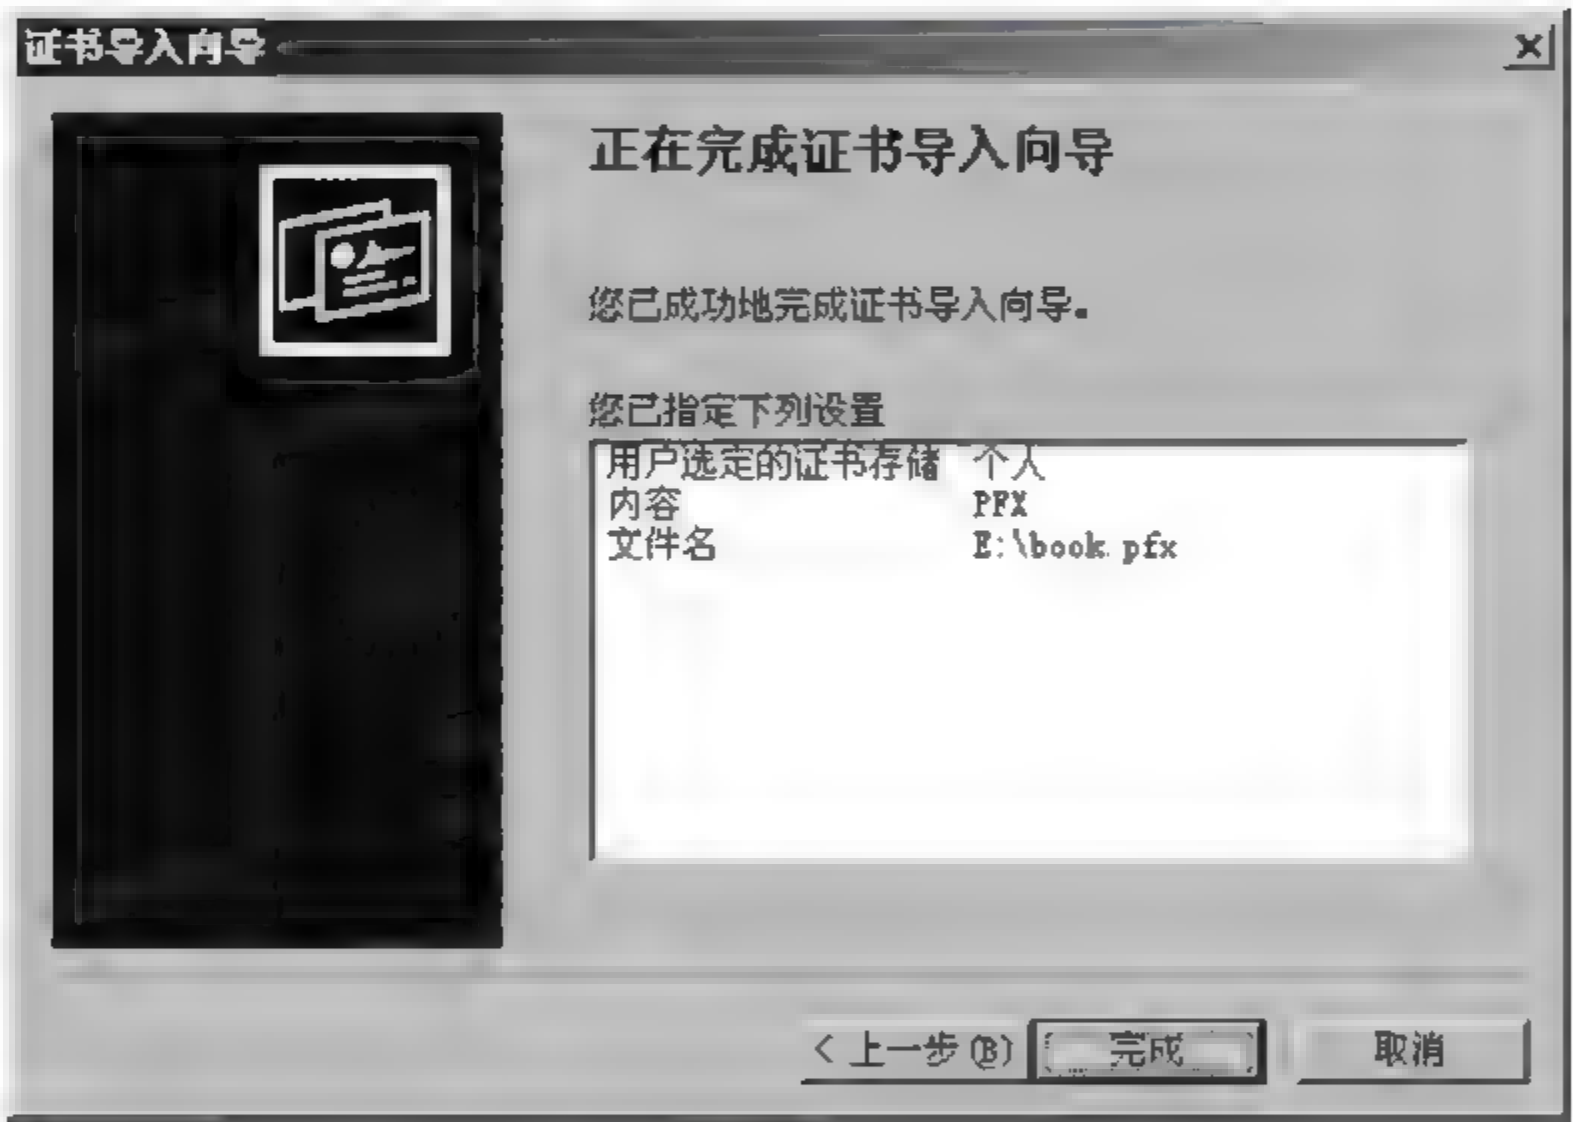 证书导入向导
正在完成证书导入向导
您已成功地完成证书导入向导。
您已指定下列设置
用户选定的证书存储 个人
内容 PFX
文件名 E:\book.pfx
< 上一步(B) 完成 取消